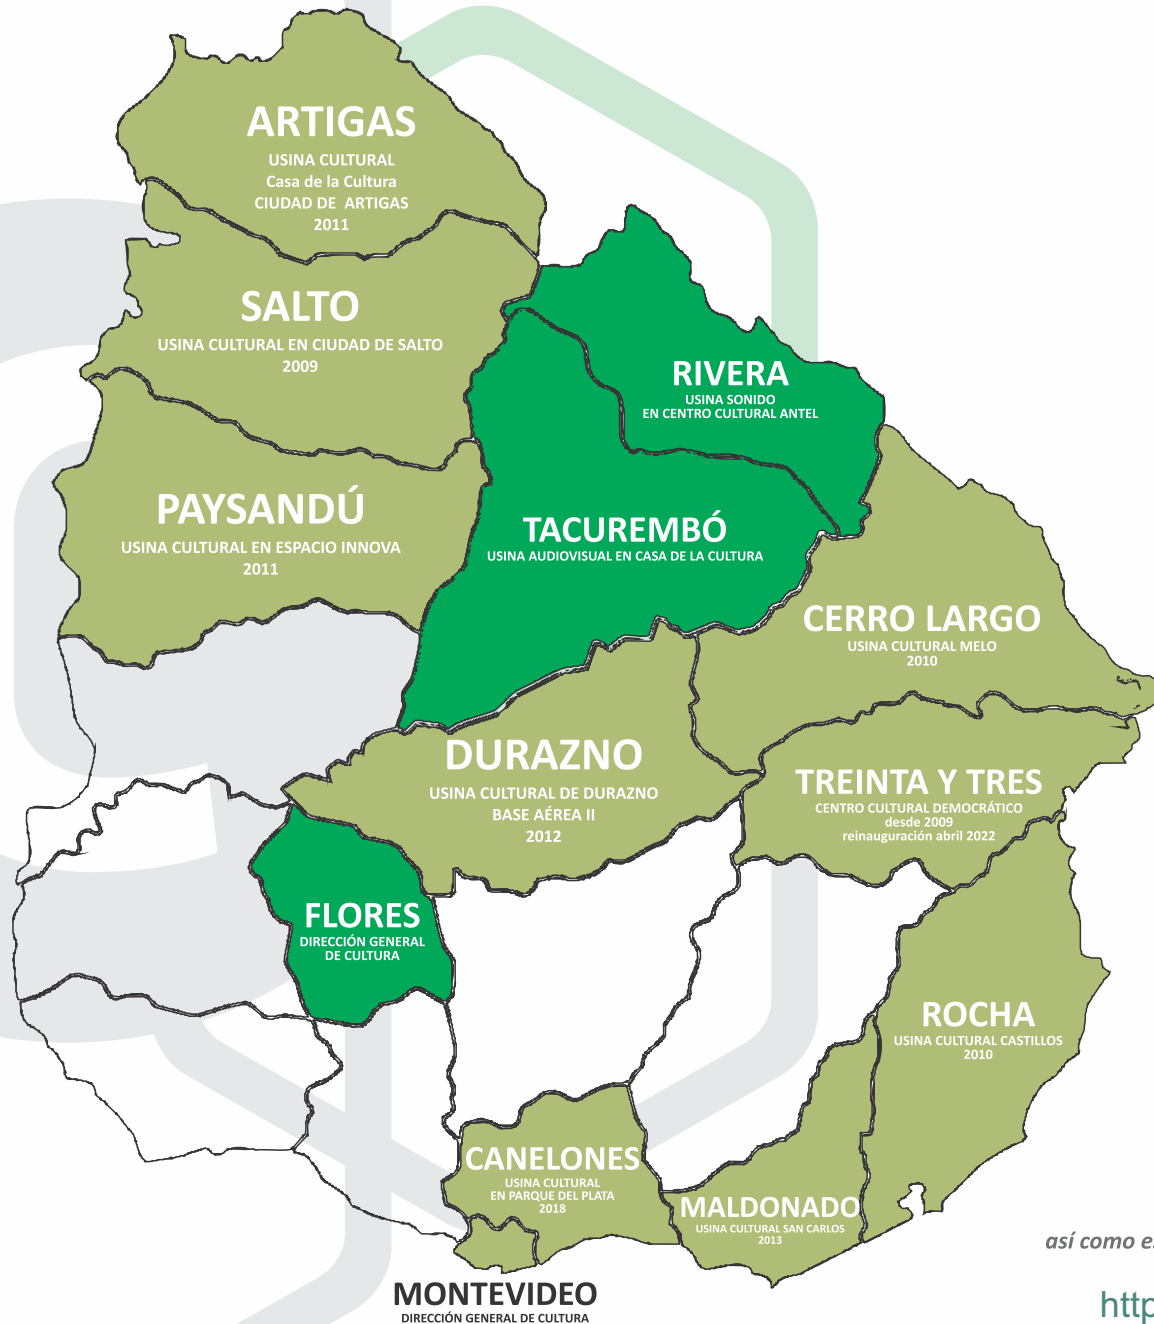 ARTIGAS
USINA CULTURAL
Casa de la Cultura
CIUDAD DE ARTIGAS
2011
SALTO
USINA CULTURAL EN CIUDAD DE SALTO
2009
RIVERA
USINA SONIDO
EN CENTRO CULTURAL ANTEL
PAYSANDÚ
USINA CULTURAL EN ESPACIO INNOVA
2011
TACUREMBÓ
USINA AUDIOVISUAL EN CASA DE LA CULTURA
CERRO LARGO
USINA CULTURAL MELO
2010
DURAZNO
USINA CULTURAL DE DURAZNO
BASE AÉREA II
2012
TREINTA Y TRES
CENTRO CULTURAL DEMOCRÁTICO
desde 2009
reinauguración abril 2022
FLORES
DIRECCIÓN GENERAL
DE CULTURA
ROCHA
USINA CULTURAL CASTILLOS
2010
CANELONES
USINA CULTURAL
EN PARQUE DEL PLATA
2018
MALDONADO
USINA CULTURAL SAN CARLOS
2013
así como es
MONTEVIDEO
DIRECCIÓN GENERAL DE CULTURA
http